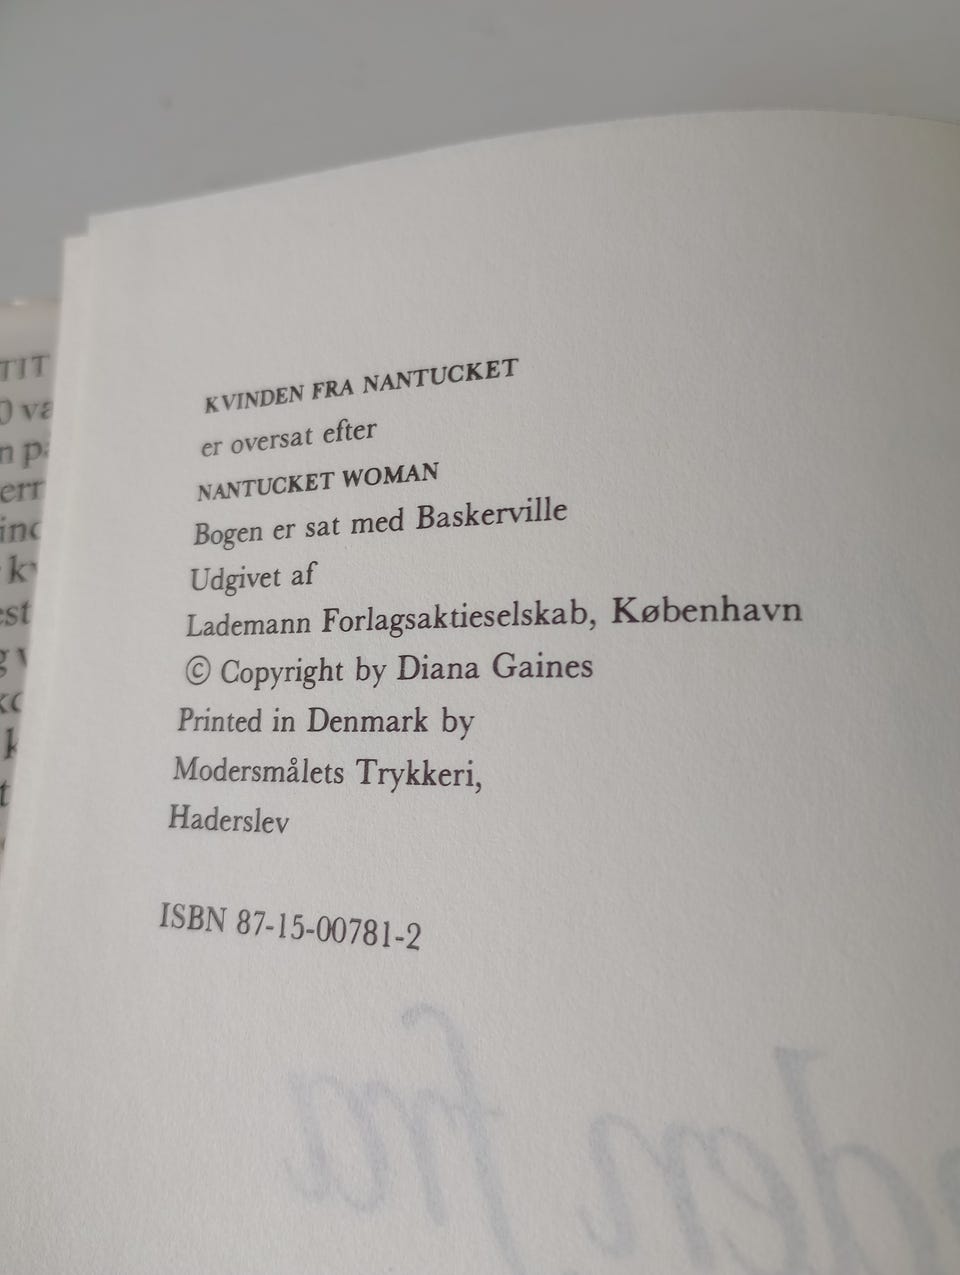 KVINDEN FRA NANTUCKET
er oversat efter
NANTUCKET WOMAN
Bogen er sat med Baskerville
Udgivet af
Lademann Forlagsaktieselskab, København
© Copyright by Diana Gaines
Printed in Denmark by
Modersmålets Trykkeri,
Haderslev
ISBN 87-15-00781-2
fra